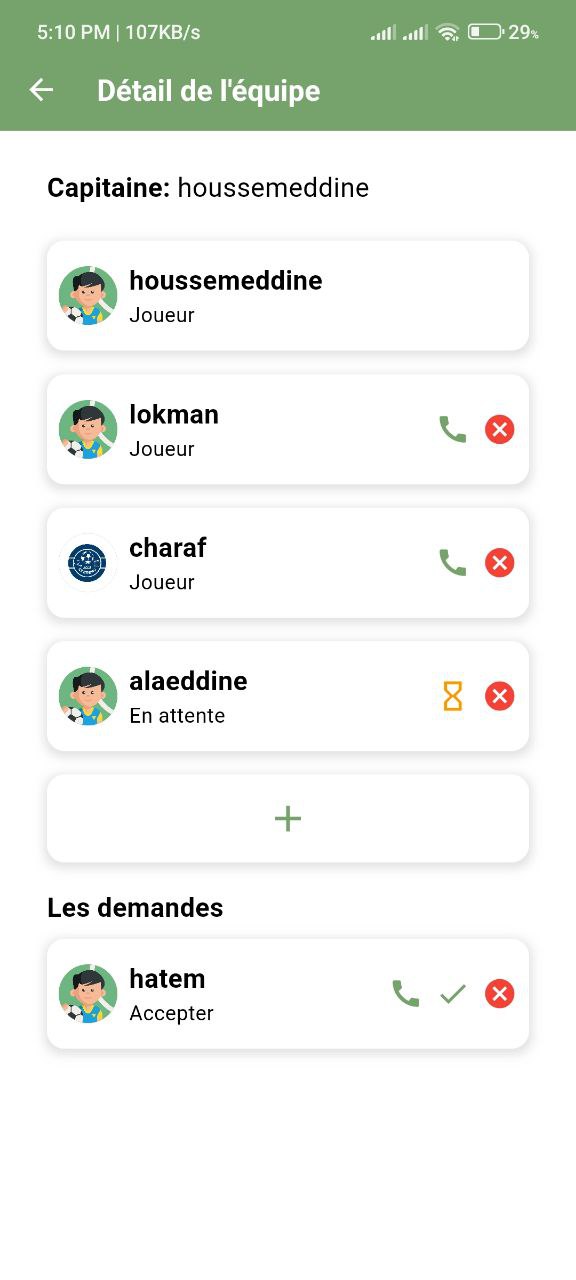 5:10 PM | 107KB/s 29%
Détail de l'équipe
Capitaine: houssemeddine
houssemeddine
Joueur
lokman
Joueur
charaf
Joueur
alaeddine
En attente
Les demandes
hatem
Accepter